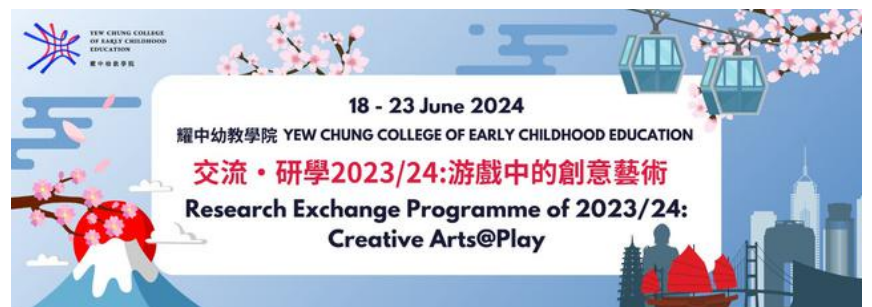 YEW CHUNG COLLEGE
OF EARLY CHILDHOOD
EDUCATION
耀中幼教學院
18 - 23 June 2024
耀中幼教學院 YEW CHUNG COLLEGE OF EARLY CHILDHOOD EDUCATION
交流・研學2023/24:游戲中的創意藝術
Research Exchange Programme of 2023/24:
Creative Arts@Play